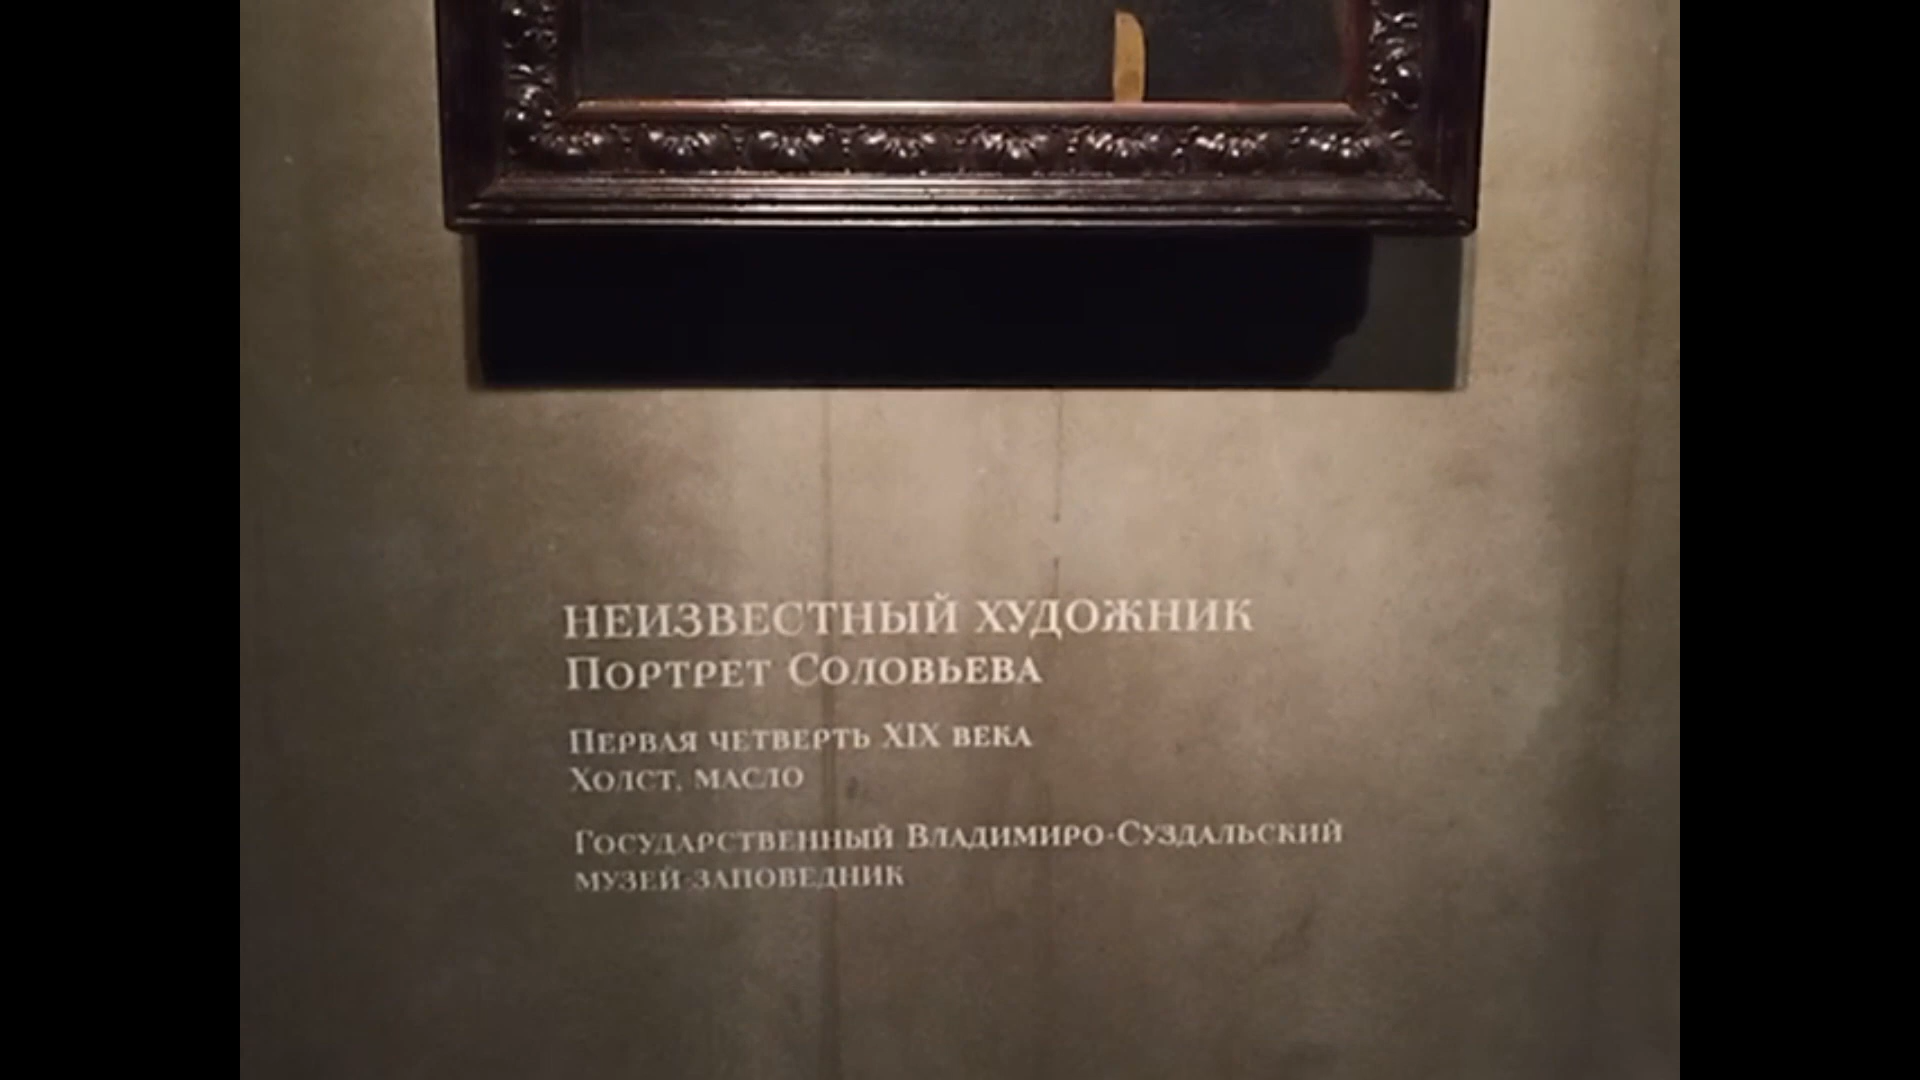 НЕИЗВЕСТНЫЙ ХУДОЖНИК
ПОРТРЕТ СОЛОВЬЕВА
ПЕРВАЯ ЧЕТВЕРТЬ XIX ВЕКА
ХОЛСТ, МАСЛО
ГОСУДАРСТВЕННЫЙ ВЛАДИМИРО-СУЗДАЛЬСКИЙ
МУЗЕЙ-ЗАПОВЕДНИК